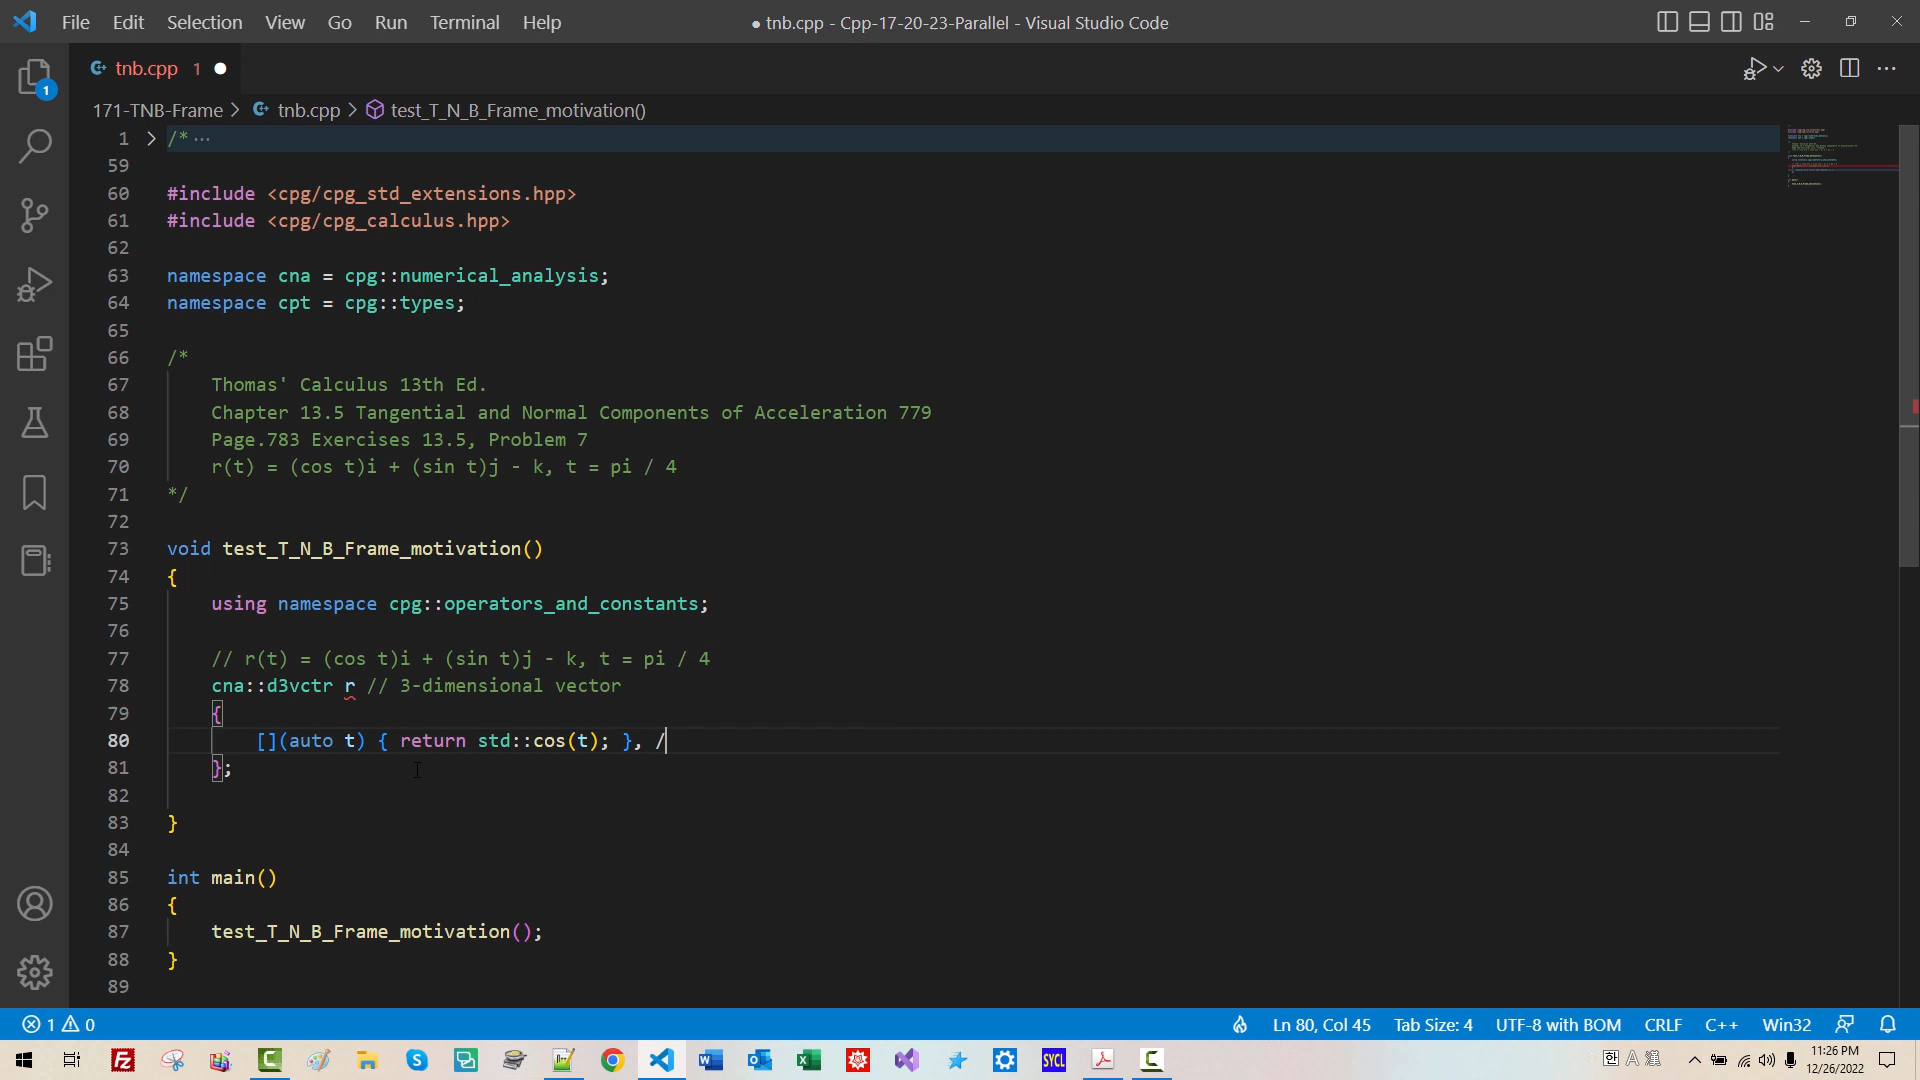 File Edit Selection View Go Run Terminal Help
● tnb.cpp - Cpp-17-20-23-Parallel - Visual Studio Code
tnb.cpp 1 ●
171-TNB-Frame > tnb.cpp > test_T_N_B_Frame_motivation()
1 > /* ···
59
60 #include <cpg/cpg_std_extensions.hpp>
61 #include <cpg/cpg_calculus.hpp>
62
63 namespace cna = cpg::numerical_analysis;
64 namespace cpt = cpg::types;
65
66 /*
67 Thomas' Calculus 13th Ed.
68 Chapter 13.5 Tangential and Normal Components of Acceleration 779
69 Page.783 Exercises 13.5, Problem 7
70 r(t) = (cos t)i + (sin t)j - k, t = pi / 4
71 */
72
73 void test_T_N_B_Frame_motivation()
74 {
75 using namespace cpg::operators_and_constants;
76
77 // r(t) = (cos t)i + (sin t)j - k, t = pi / 4
78 cna::d3vctr r // 3-dimensional vector
79 {
80 [](auto t) { return std::cos(t); }, /
81 };
82
83 }
84
85 int main()
86 {
87 test_T_N_B_Frame_motivation();
88 }
89
1
1 0
Ln 80, Col 45 Tab Size: 4 UTF-8 with BOM CRLF C++ Win32
SYCL
한 A 漢
11:26 PM
12/26/2022